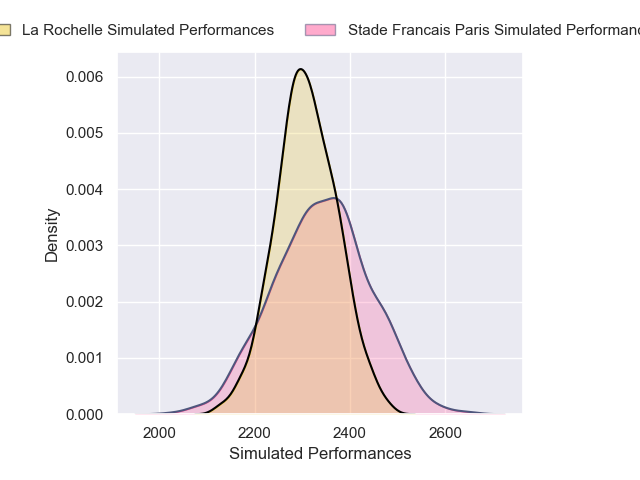 La Rochelle Simulated Performances
Stade Francais Paris Simulated
0.006
0.005
0.004
0.003
0.002
0.001
0.000
Density
2000 2200 2400 2600
Simulated Performances